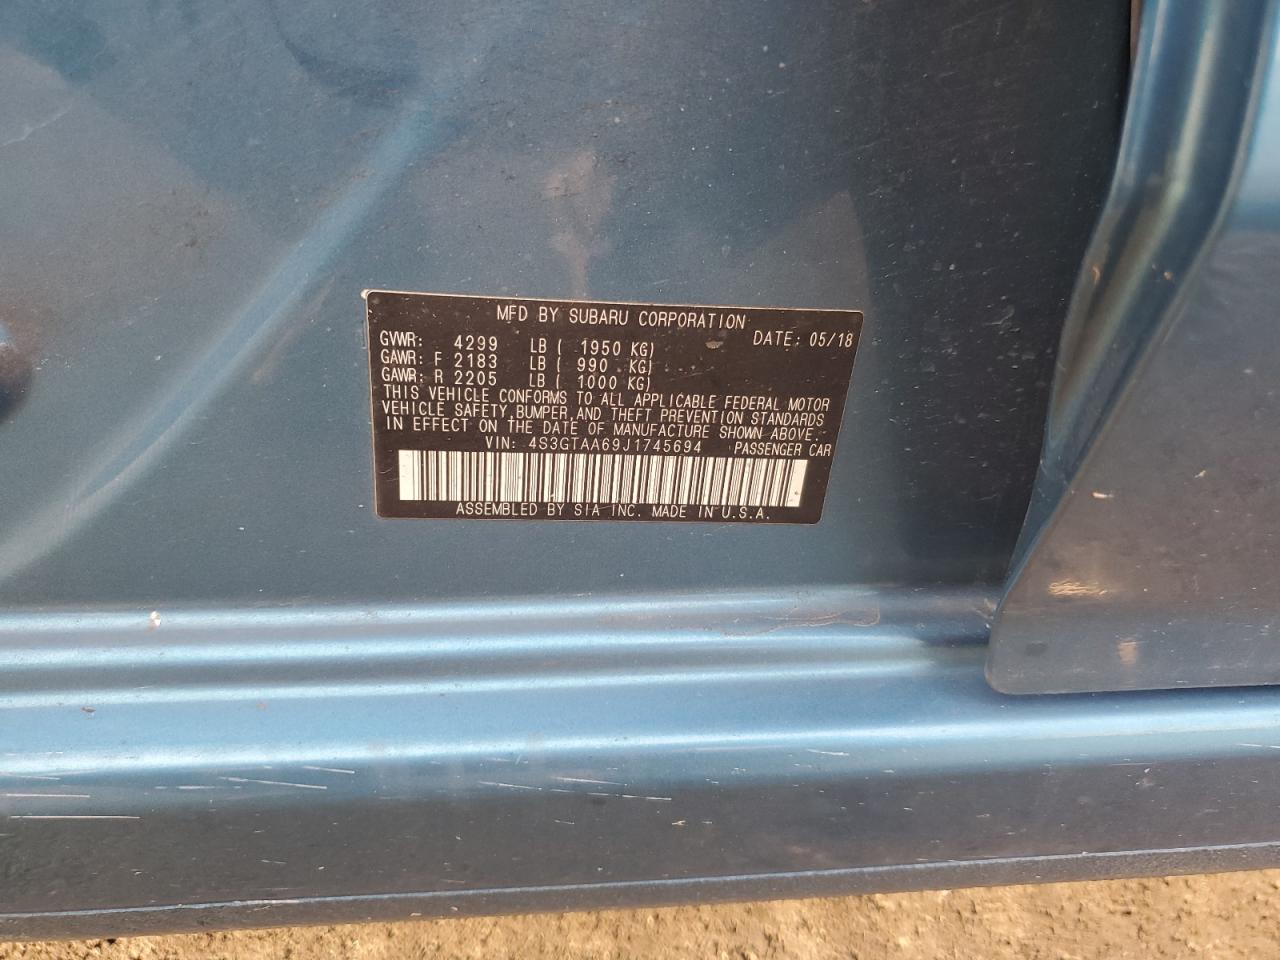 MFD BY SUBARU CORPORATION
DATE: 05/18
GVWR: 4299 LB ( 1950 KG)
GAWR: F 2183 LB ( 990 KG)
GAWR: R 2205 LB ( 1000 KG)
THIS VEHICLE CONFORMS TO ALL APPLICABLE FEDERAL MOTOR
VEHICLE SAFETY, BUMPER, AND THEFT PREVENTION STANDARDS
IN EFFECT ON THE DATE OF MANUFACTURE SHOWN ABOVE.
VIN: 4S3GTAA69J1745694 PASSENGER CAR
ASSEMBLED BY SIA INC. MADE IN U.S.A.